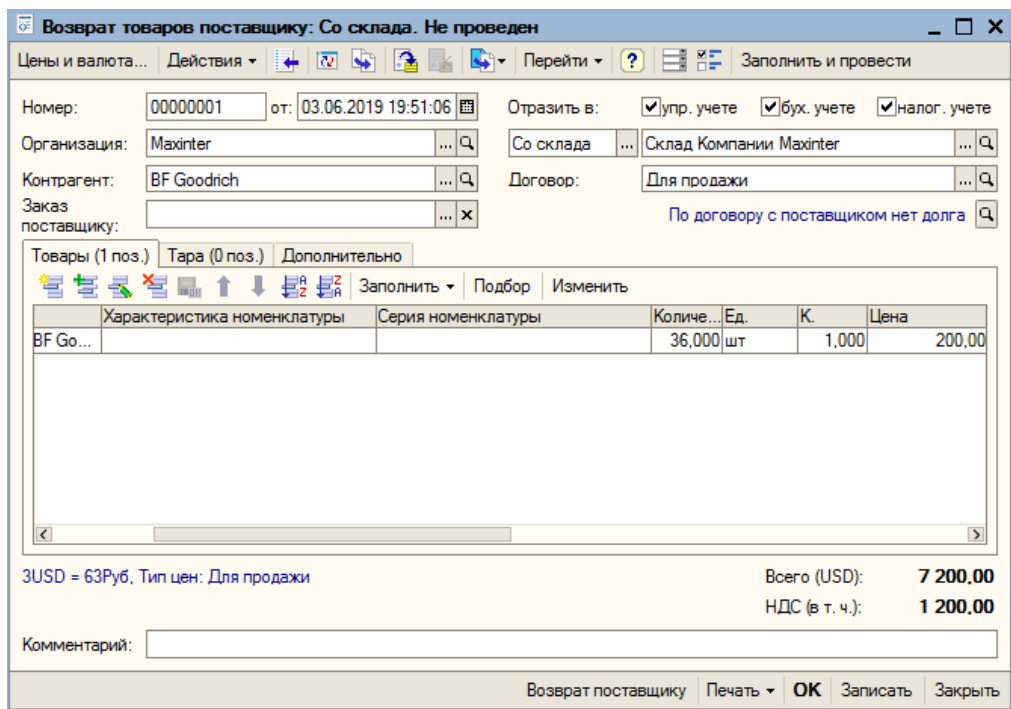 Возврат товаров поставщику: Со склада. Не проведен
Цены и валюта... Действия Перейти Заполнить и провести
Номер: 00000001 от: 03.06.2019 19:51:06 Отразить в: упр. учете бух. учете налог. учете
Организация: Maxinter ... Со склада ... Склад Компании Maxinter ...
Контрагент: BF Goodrich ... Договор: Для продажи ...
Заказ
поставщику: ... x По договору с поставщиком нет долга
Товары (1 поз.) Тара (0 поз.) Дополнительно
Заполнить Подбор Изменить
Характеристика номенклатуры Серия номенклатуры Количе... Ед. К. Цена
BF Go... 36,000 шт 1,000 200,00
3USD = 63Руб, Тип цен: Для продажи Всего (USD): 7 200,00
НДС (в т. ч.): 1 200,00
Комментарий:
Возврат поставщику Печать OK Записать Закрыть